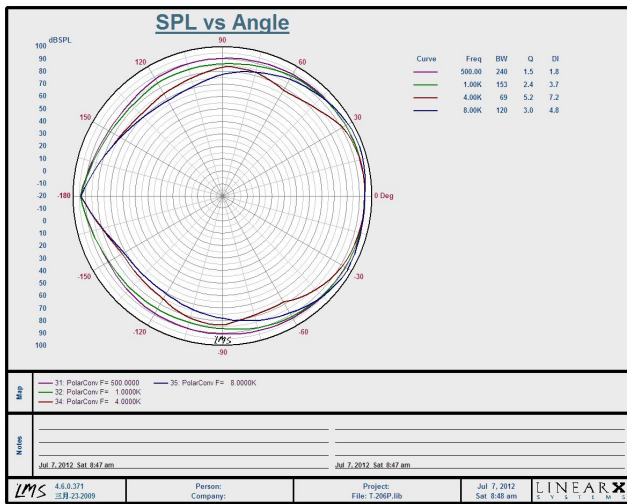 SPL vs Angle
dBSPL
100
90
80
70
60
50
40
30
20
10
0
-10
-20
-10
0
10
20
30
40
50
60
70
80
90
100
90
120
60
150
30
-180
0 Deg
-150
-30
-120
-60
-90
LMS
Curve Freq BW Q DI
500.00 240 1.5 1.8
1.00K 153 2.4 3.7
4.00K 69 5.2 7.2
8.00K 120 3.0 4.8
Map
31: PolarConv F= 500.0000
35: PolarConv F= 8.0000K
32: PolarConv F= 1.0000K
34: PolarConv F= 4.0000K
Notes
Jul 7, 2012 Sat 8:47 am
Jul 7, 2012 Sat 8:47 am
LMS
4.6.0.371
三月-23-2009
Person:
Company:
Project:
File: T-206P.lib
Jul 7, 2012
Sat 8:48 am
LINEARX
SYSTEMS